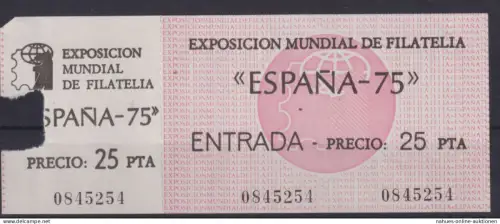 EXPOSICION
MUNDIAL
DE FILATELIA
SPAÑA-75»
PRECIO: 25 PTA
0845254
EXPOSICION MUNDIAL DE FILATELIA
«ESPAÑA-75»
ENTRADA - PRECIO: 25 PTA
0845254 0845254